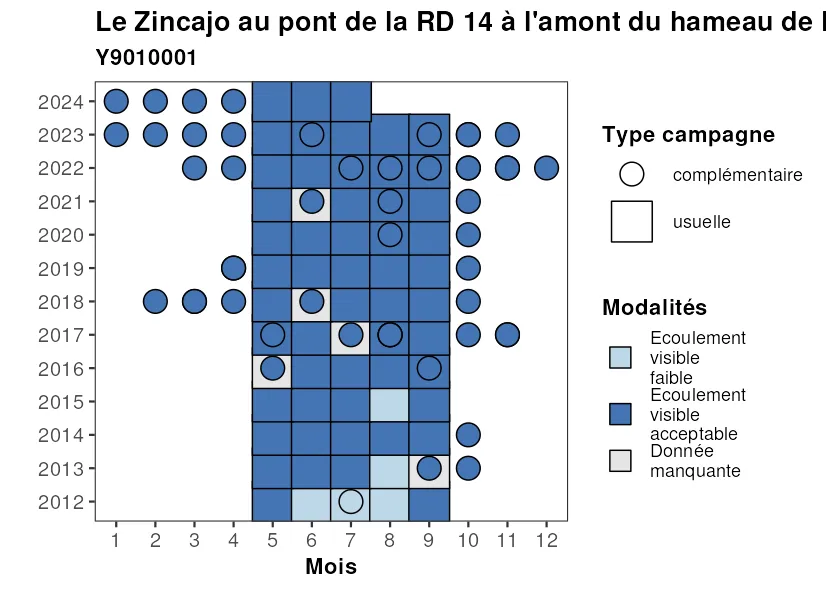 Le Zincajo au pont de la RD 14 à l'amont du hameau de
Y9010001
2024
2023
2022
2021
2020
2019
2018
2017
2016
2015
2014
2013
2012
1 2 3 4 5 6 7 8 9 10 11 12
Mois
Type campagne
complémentaire
usuelle
Modalités
Ecoulement
visible
faible
Ecoulement
visible
acceptable
Donnée
manquante